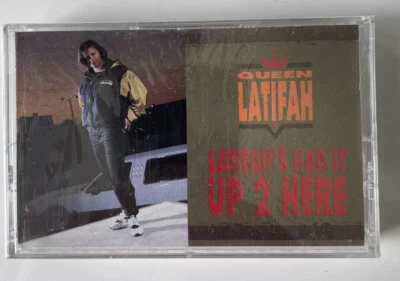 QUEEN
LATIFAH
LATIFAH'S HAD IT
UP 2 HERE